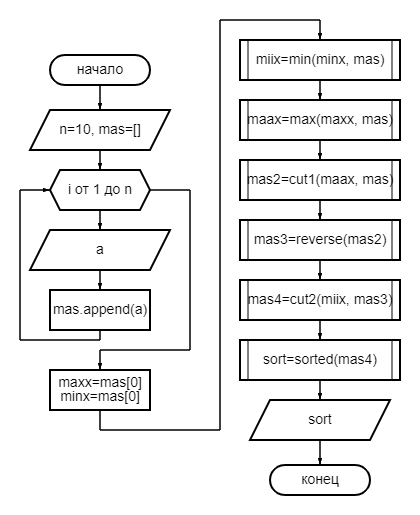 начало
n=10, mas=[]
i от 1 до n
a
mas.append(a)
maxx=mas[0]
minx=mas[0]
miix=min(minx, mas)
maax=max(maxx, mas)
mas2=cut1(maax, mas)
mas3=reverse(mas2)
mas4=cut2(miix, mas3)
sort=sorted(mas4)
sort
конец